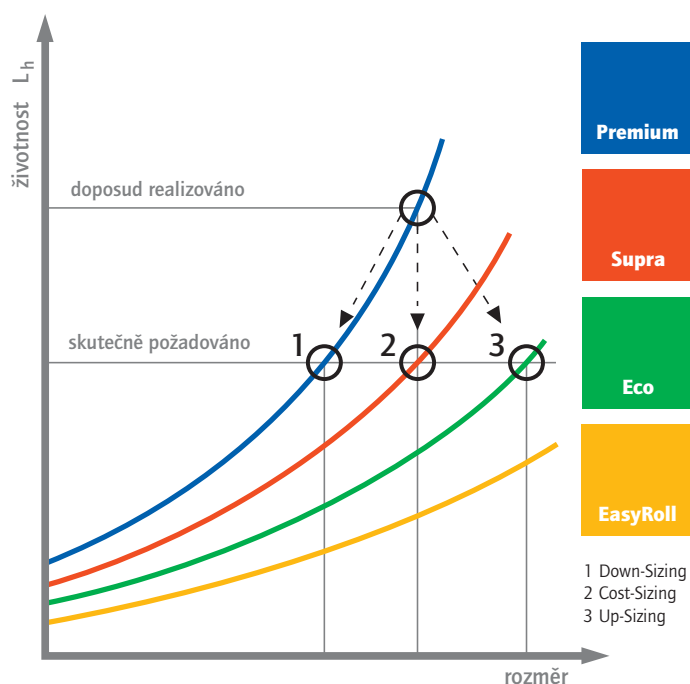 životnost L_h
doposud realizováno
skutečně požadováno
1
2
3
rozměr
Premium
Supra
Eco
EasyRoll
1 Down-Sizing
2 Cost-Sizing
3 Up-Sizing